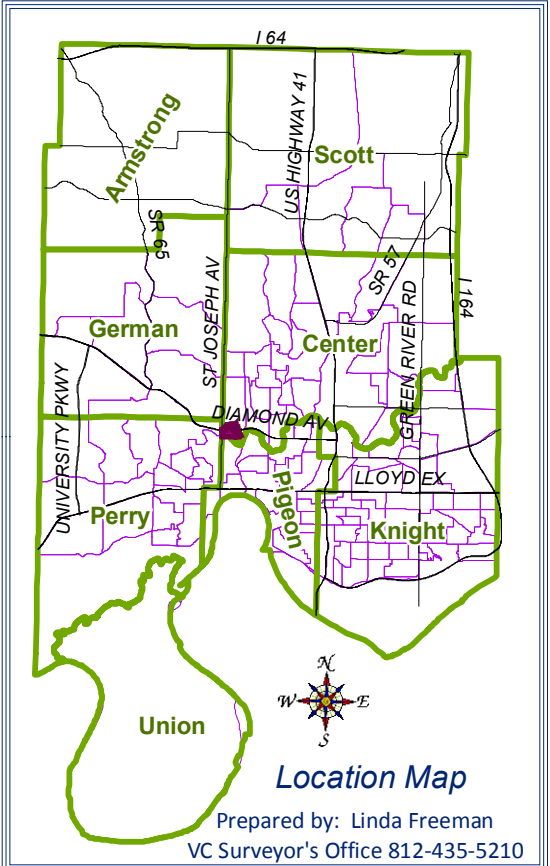 I 64
Armstrong
US HIGHWAY 41
Scott
SR 65
SR 57
I 164
ST JOSEPH AV
German
Center
GREEN RIVER RD
UNIVERSITY PKWY
DIAMOND AV
LLOYD EX
Perry
Pigeon
Knight
N
W
E
S
Union
Location Map
Prepared by: Linda Freeman
VC Surveyor's Office 812-435-5210